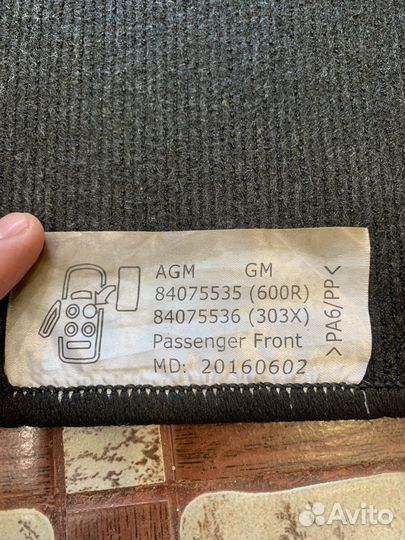 AGM GM
84075535 (600R)
84075536 (303X)
Passenger Front
MD: 20160602
>PA6/PP<
Avito